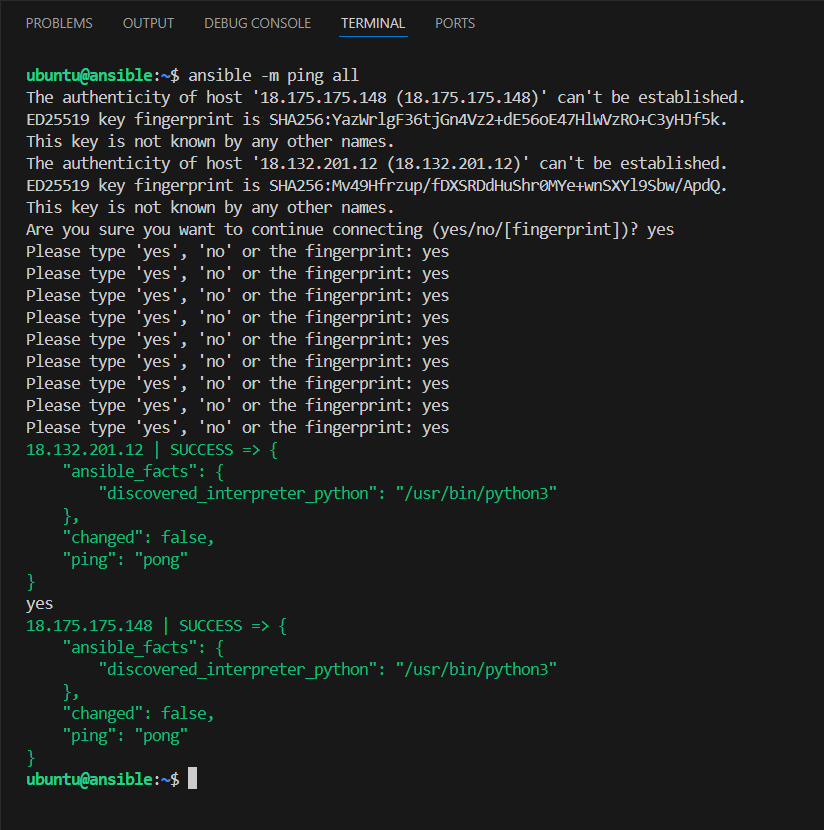 PROBLEMS OUTPUT DEBUG CONSOLE TERMINAL PORTS
ubuntu@ansible:~$ ansible -m ping all
The authenticity of host '18.175.175.148 (18.175.175.148)' can't be established.
ED25519 key fingerprint is SHA256:YazWrlgF36tjGn4Vz2+dE56oE47HlWVzRO+C3yHJf5k.
This key is not known by any other names.
The authenticity of host '18.132.201.12 (18.132.201.12)' can't be established.
ED25519 key fingerprint is SHA256:Mv49Hfrzup/fDXSRDdHuShr0MYe+wnSXYl9Sbw/ApdQ.
This key is not known by any other names.
Are you sure you want to continue connecting (yes/no/[fingerprint])? yes
Please type 'yes', 'no' or the fingerprint: yes
Please type 'yes', 'no' or the fingerprint: yes
Please type 'yes', 'no' or the fingerprint: yes
Please type 'yes', 'no' or the fingerprint: yes
Please type 'yes', 'no' or the fingerprint: yes
Please type 'yes', 'no' or the fingerprint: yes
Please type 'yes', 'no' or the fingerprint: yes
Please type 'yes', 'no' or the fingerprint: yes
Please type 'yes', 'no' or the fingerprint: yes
18.132.201.12 | SUCCESS => {
    "ansible_facts": {
        "discovered_interpreter_python": "/usr/bin/python3"
    },
    "changed": false,
    "ping": "pong"
}
yes
18.175.175.148 | SUCCESS => {
    "ansible_facts": {
        "discovered_interpreter_python": "/usr/bin/python3"
    },
    "changed": false,
    "ping": "pong"
}
ubuntu@ansible:~$